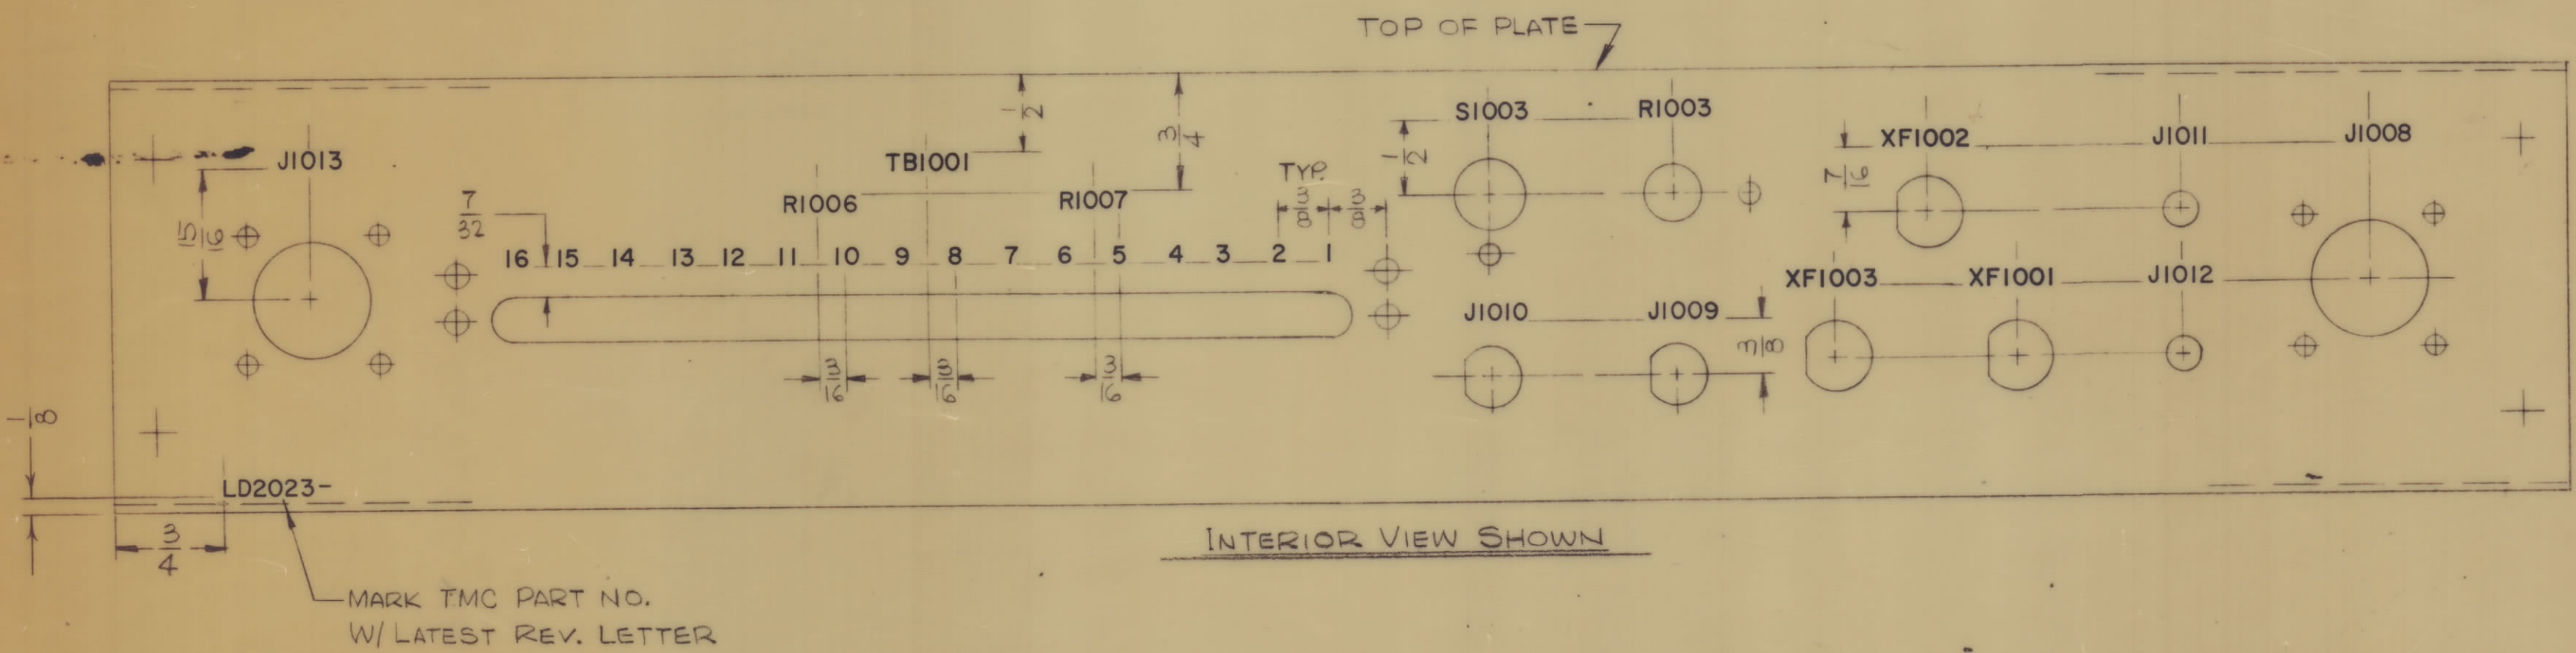 TOP OF PLATE
1/2
3/4
S1003 R1003
1/2
XF1002 J1011 J1008
7/16
J1013
15/16
TB1001
R1006 R1007
TYP.
3/8 3/8
7/32
16 15 14 13 12 11 10 9 8 7 6 5 4 3 2 1
XF1003 XF1001 J1012
J1010 J1009
3/8
3/16 3/16 3/16
1/8
LD2023-
3/4
INTERIOR VIEW SHOWN
MARK TMC PART NO.
W/ LATEST REV. LETTER